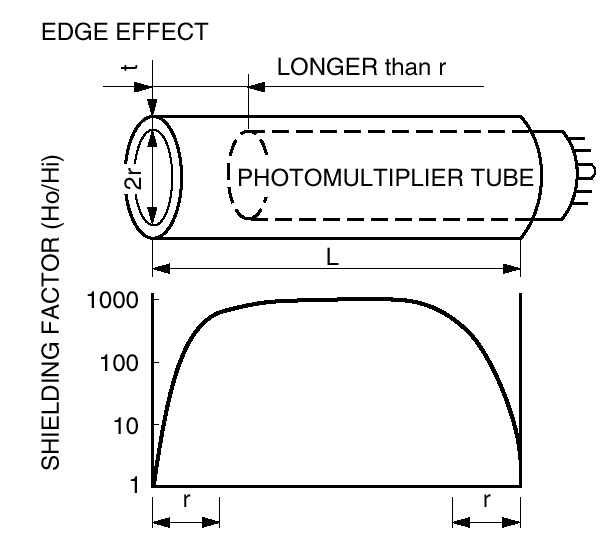 EDGE EFFECT
t
LONGER than r
2r
PHOTOMULTIPLIER TUBE
L
SHIELDING FACTOR (Ho/Hi)
1000
100
10
1
r
r